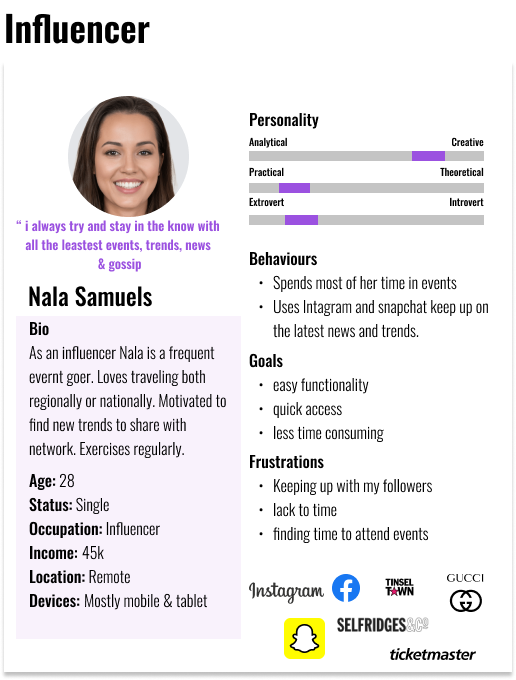 Influencer
“ i always try and stay in the know with
all the leastest events, trends, news
& gossip
Nala Samuels
Bio
As an influencer Nala is a frequent
evernt goer. Loves traveling both
regionally or nationally. Motivated to
find new trends to share with
network. Exercises regularly.
Age: 28
Status: Single
Occupation: Influencer
Income: 45k
Location: Remote
Devices: Mostly mobile & tablet
Personality
Analytical Creative
Practical Theoretical
Extrovert Introvert
Behaviours
• Spends most of her time in events
• Uses Intagram and snapchat keep up on
the latest news and trends.
Goals
• easy functionality
• quick access
• less time consuming
Frustrations
• Keeping up with my followers
• lack to time
• finding time to attend events
Instagram
TINSEL
T★WN
GUCCI
SELFRIDGES&Co
ticketmaster